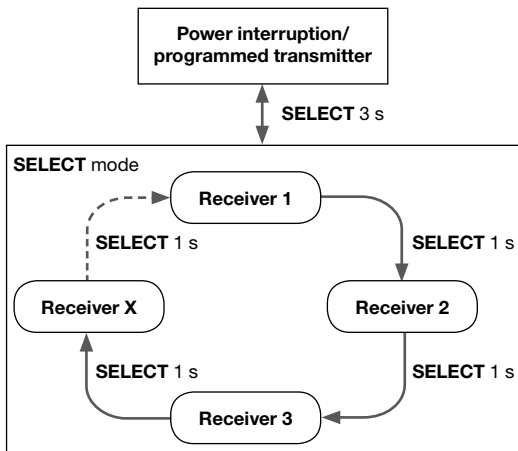 Power interruption/
programmed transmitter
SELECT 3 s
SELECT mode
Receiver 1
SELECT 1 s
SELECT 1 s
Receiver X
Receiver 2
SELECT 1 s
SELECT 1 s
Receiver 3